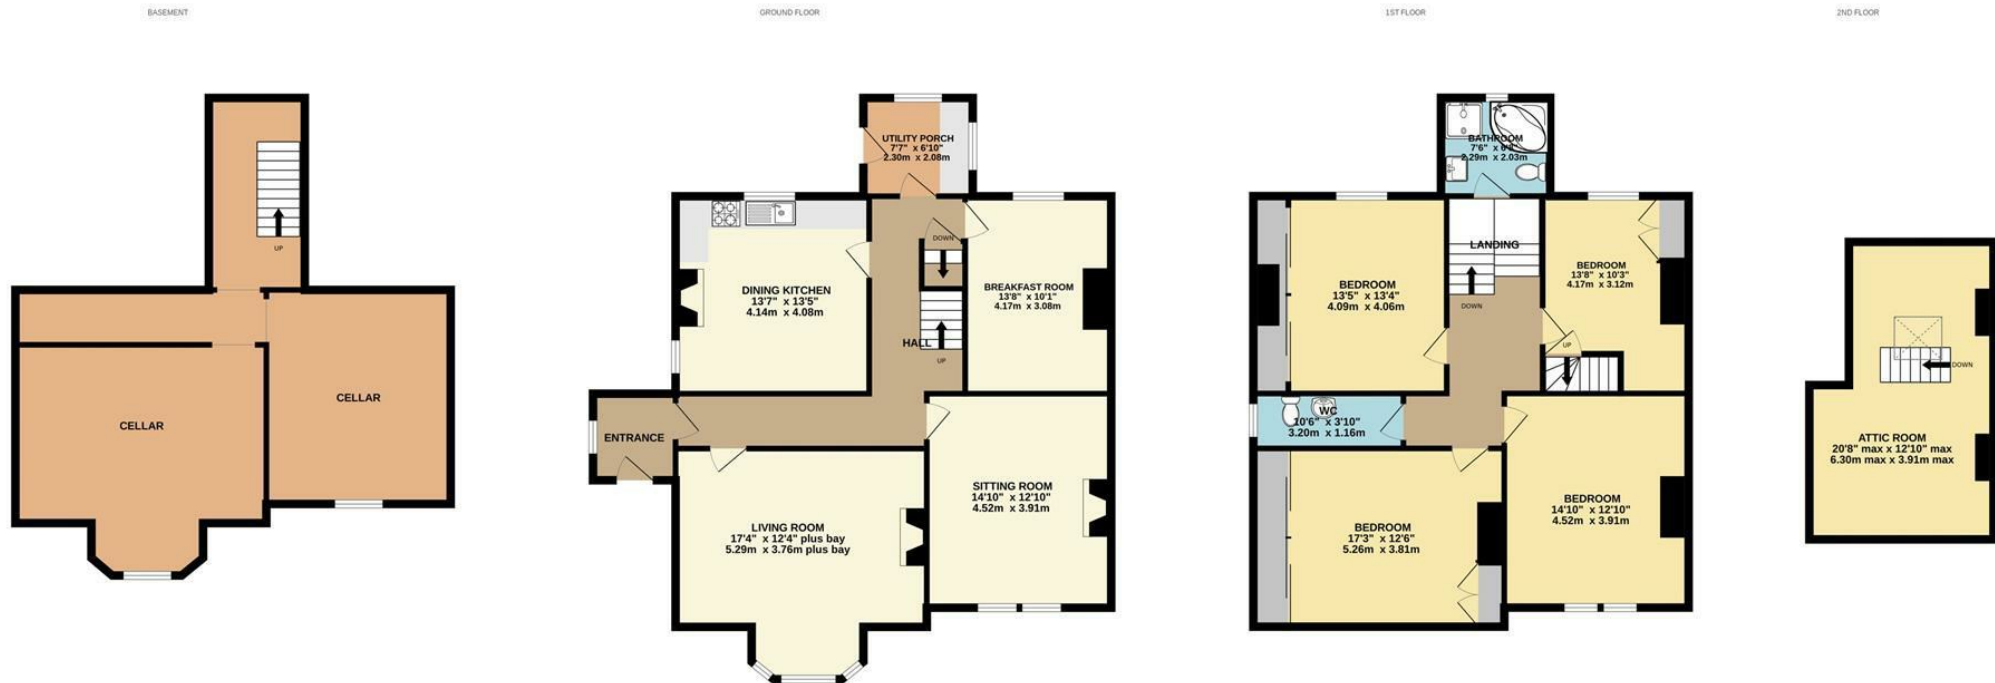 BASEMENT
UP
CELLAR
CELLAR
GROUND FLOOR
UTILITY PORCH
7'7" x 6'10"
2.30m x 2.08m
DOWN
DINING KITCHEN
13'7" x 13'5"
4.14m x 4.08m
BREAKFAST ROOM
13'8" x 10'1"
4.17m x 3.08m
HALL
UP
ENTRANCE
SITTING ROOM
14'10" x 12'10"
4.52m x 3.91m
LIVING ROOM
17'4" x 12'4" plus bay
5.29m x 3.76m plus bay
1ST FLOOR
BATHROOM
7'6" x 6'8"
2.29m x 2.03m
LANDING
BEDROOM
13'8" x 10'3"
4.17m x 3.12m
BEDROOM
13'5" x 13'4"
4.09m x 4.06m
DOWN
UP
WC
10'6" x 3'10"
3.20m x 1.16m
BEDROOM
14'10" x 12'10"
4.52m x 3.91m
BEDROOM
17'3" x 12'6"
5.26m x 3.81m
2ND FLOOR
DOWN
ATTIC ROOM
20'8" max x 12'10" max
6.30m max x 3.91m max